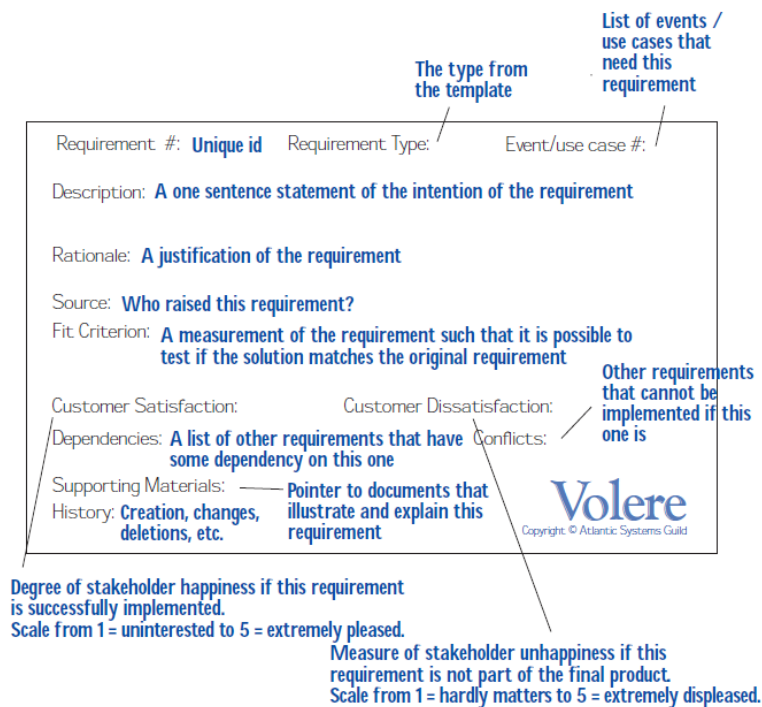 List of events /
use cases that
need this
requirement
The type from
the template
Requirement #: Unique id Requirement Type: Event/use case #:
Description: A one sentence statement of the intention of the requirement
Rationale: A justification of the requirement
Source: Who raised this requirement?
Fit Criterion: A measurement of the requirement such that it is possible to
test if the solution matches the original requirement
Other requirements
that cannot be
implemented if this
one is
Customer Satisfaction: Customer Dissatisfaction:
Dependencies: A list of other requirements that have
some dependency on this one
Conflicts:
Supporting Materials: Pointer to documents that
illustrate and explain this
requirement
History: Creation, changes,
deletions, etc.
Volere
Copyright © Atlantic Systems Guild
Degree of stakeholder happiness if this requirement
is successfully implemented.
Scale from 1 = uninterested to 5 = extremely pleased.
Measure of stakeholder unhappiness if this
requirement is not part of the final product.
Scale from 1 = hardly matters to 5 = extremely displeased.